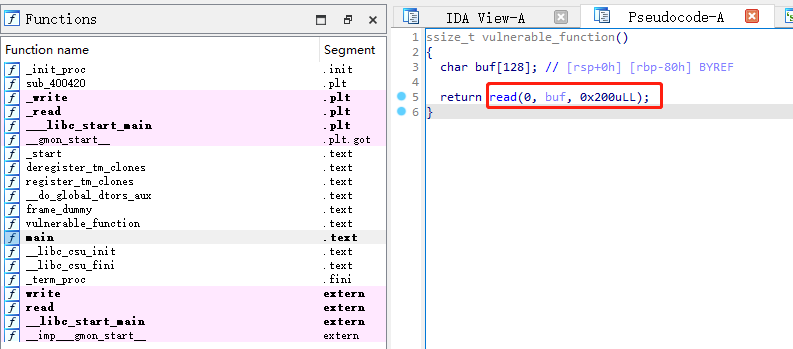 Functions
Function name Segment
_init_proc .init
sub_400420 .plt
_write .plt
_read .plt
___libc_start_main .plt
__gmon_start__ .plt.got
_start .text
deregister_tm_clones .text
register_tm_clones .text
__do_global_dtors_aux .text
frame_dummy .text
vulnerable_function .text
main .text
__libc_csu_init .text
__libc_csu_fini .text
_term_proc .fini
write extern
read extern
__libc_start_main extern
__imp___gmon_start__ extern
IDA View-A Pseudocode-A
1 ssize_t vulnerable_function()
2 {
3 char buf[128]; // [rsp+0h] [rbp-80h] BYREF
4
5 return read(0, buf, 0x200uLL);
6 }